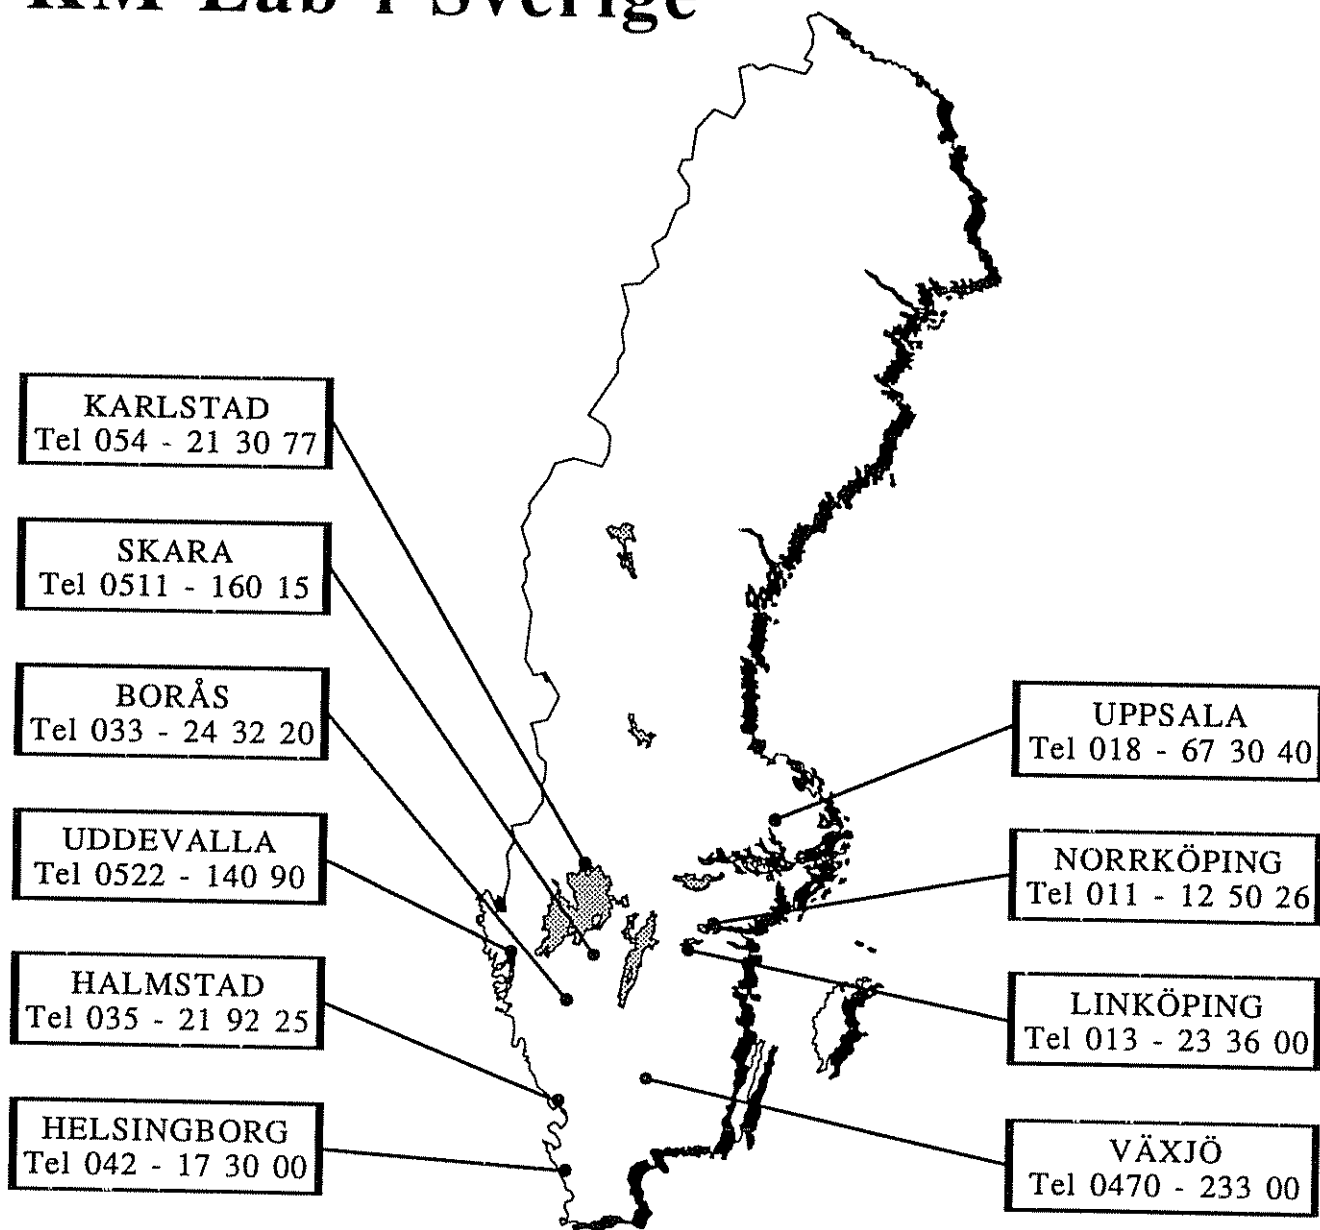 KM Lab i Sverige
KARLSTAD
Tel 054 - 21 30 77
SKARA
Tel 0511 - 160 15
BORÅS
Tel 033 - 24 32 20
UDDEVALLA
Tel 0522 - 140 90
HALMSTAD
Tel 035 - 21 92 25
HELSINGBORG
Tel 042 - 17 30 00
UPPSALA
Tel 018 - 67 30 40
NORRKÖPING
Tel 011 - 12 50 26
LINKÖPING
Tel 013 - 23 36 00
VÄXJÖ
Tel 0470 - 233 00